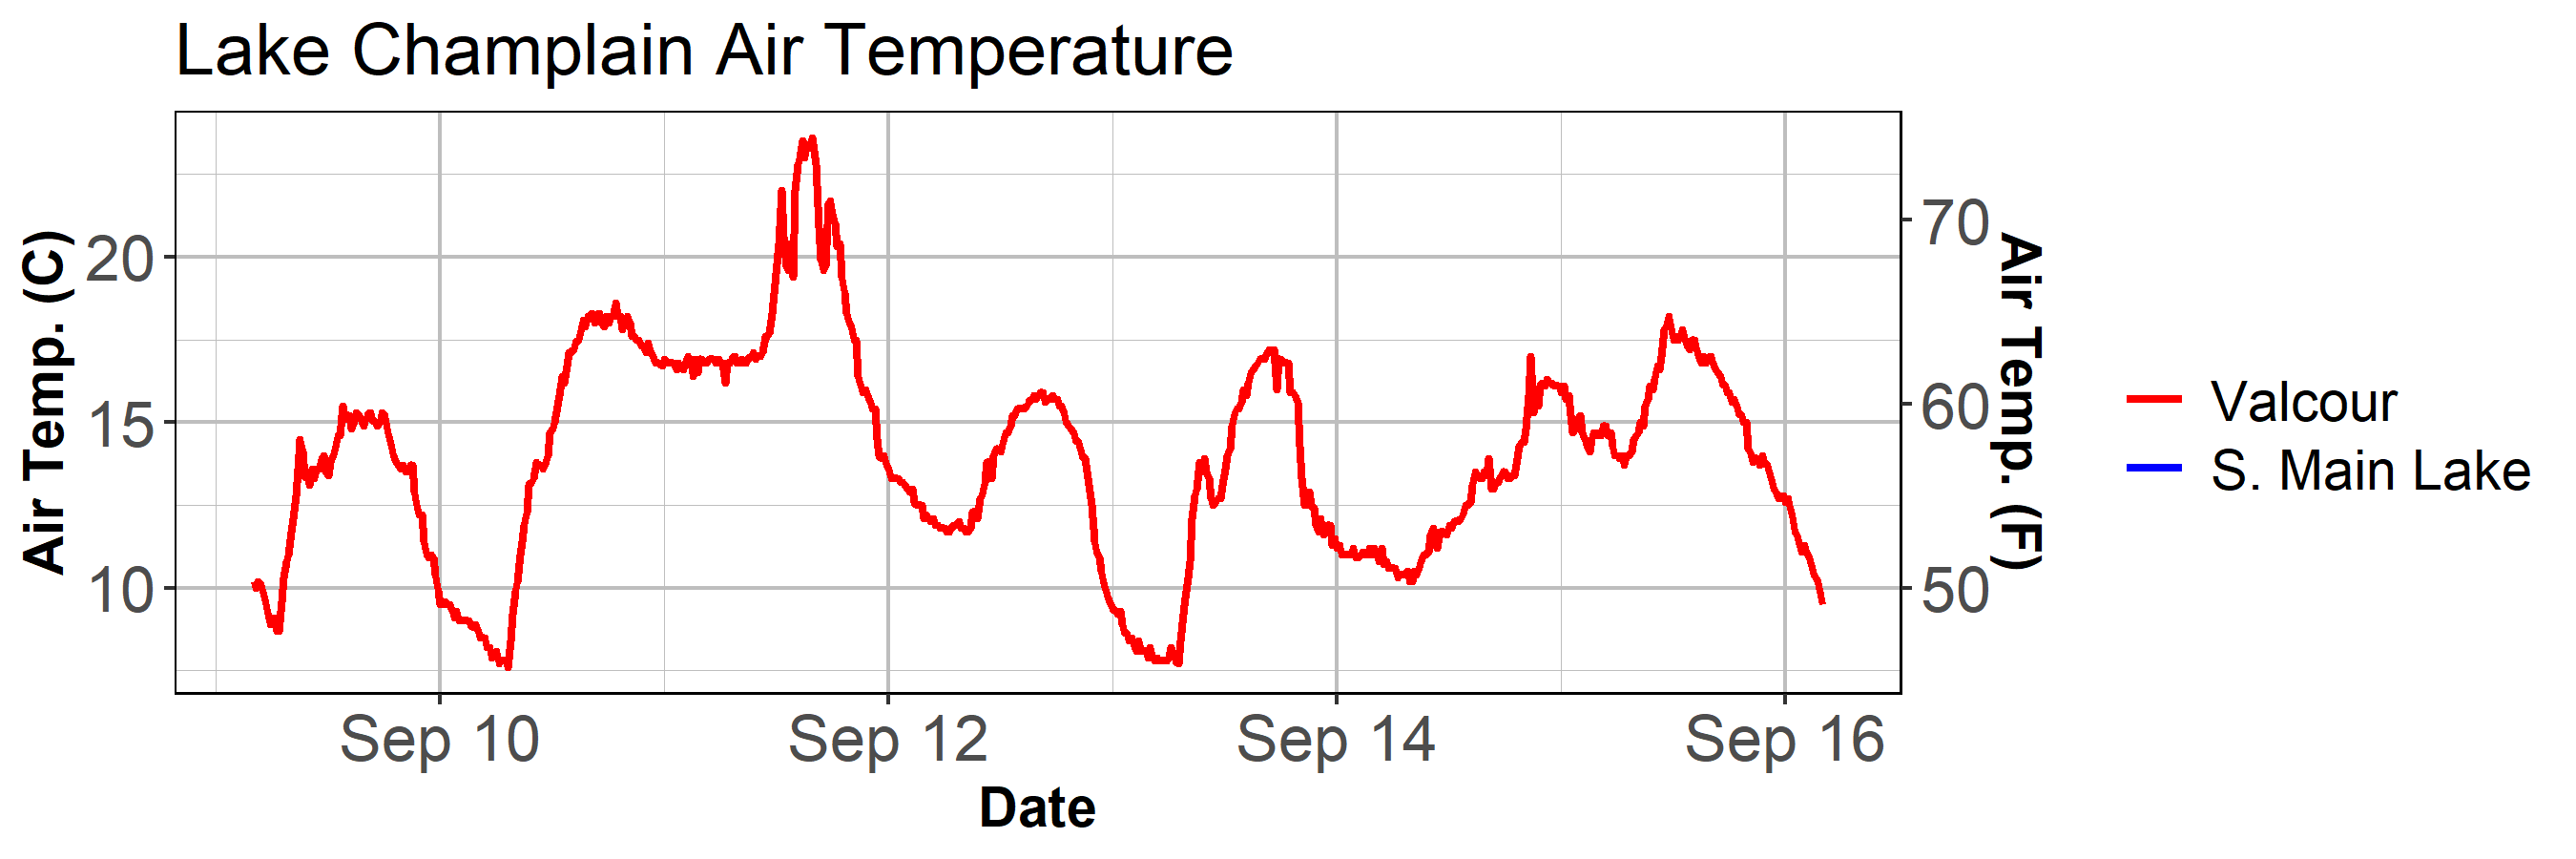 Lake Champlain Air Temperature
Air Temp. (C)
20
15
10
70
60
50
Air Temp. (F)
Sep 10
Sep 12
Sep 14
Sep 16
Date
Valcour
S. Main Lake